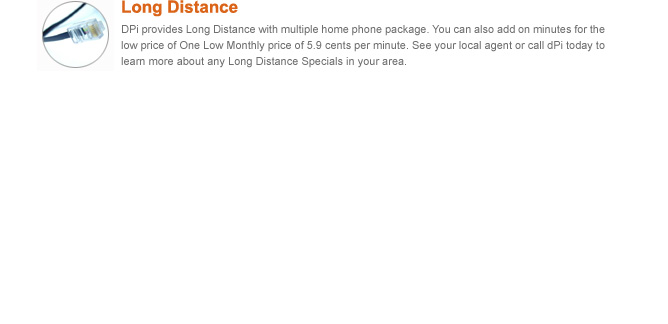 Long Distance
DPi provides Long Distance with multiple home phone package. You can also add on minutes for the
low price of One Low Monthly price of 5.9 cents per minute. See your local agent or call dPi today to
learn more about any Long Distance Specials in your area.